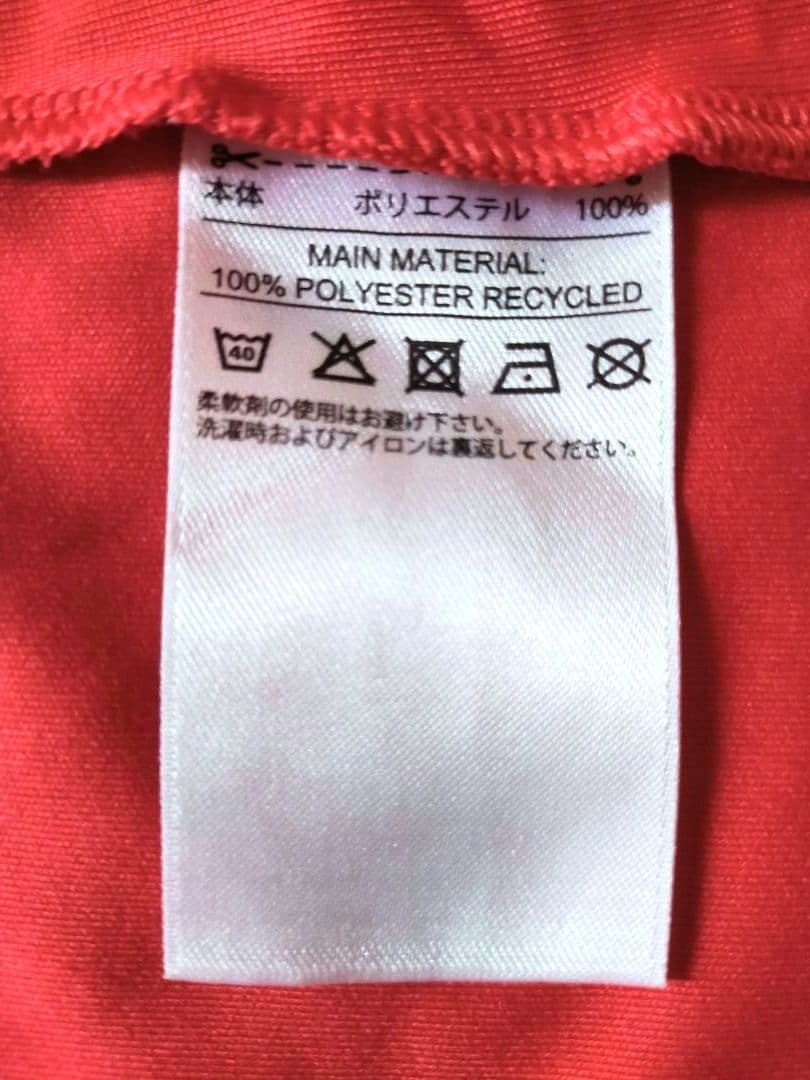 本体 ポリエステル 100%
MAIN MATERIAL:
100% POLYESTER RECYCLED
40
柔軟剤の使用はお避け下さい。
洗濯時およびアイロンは裏返してください。